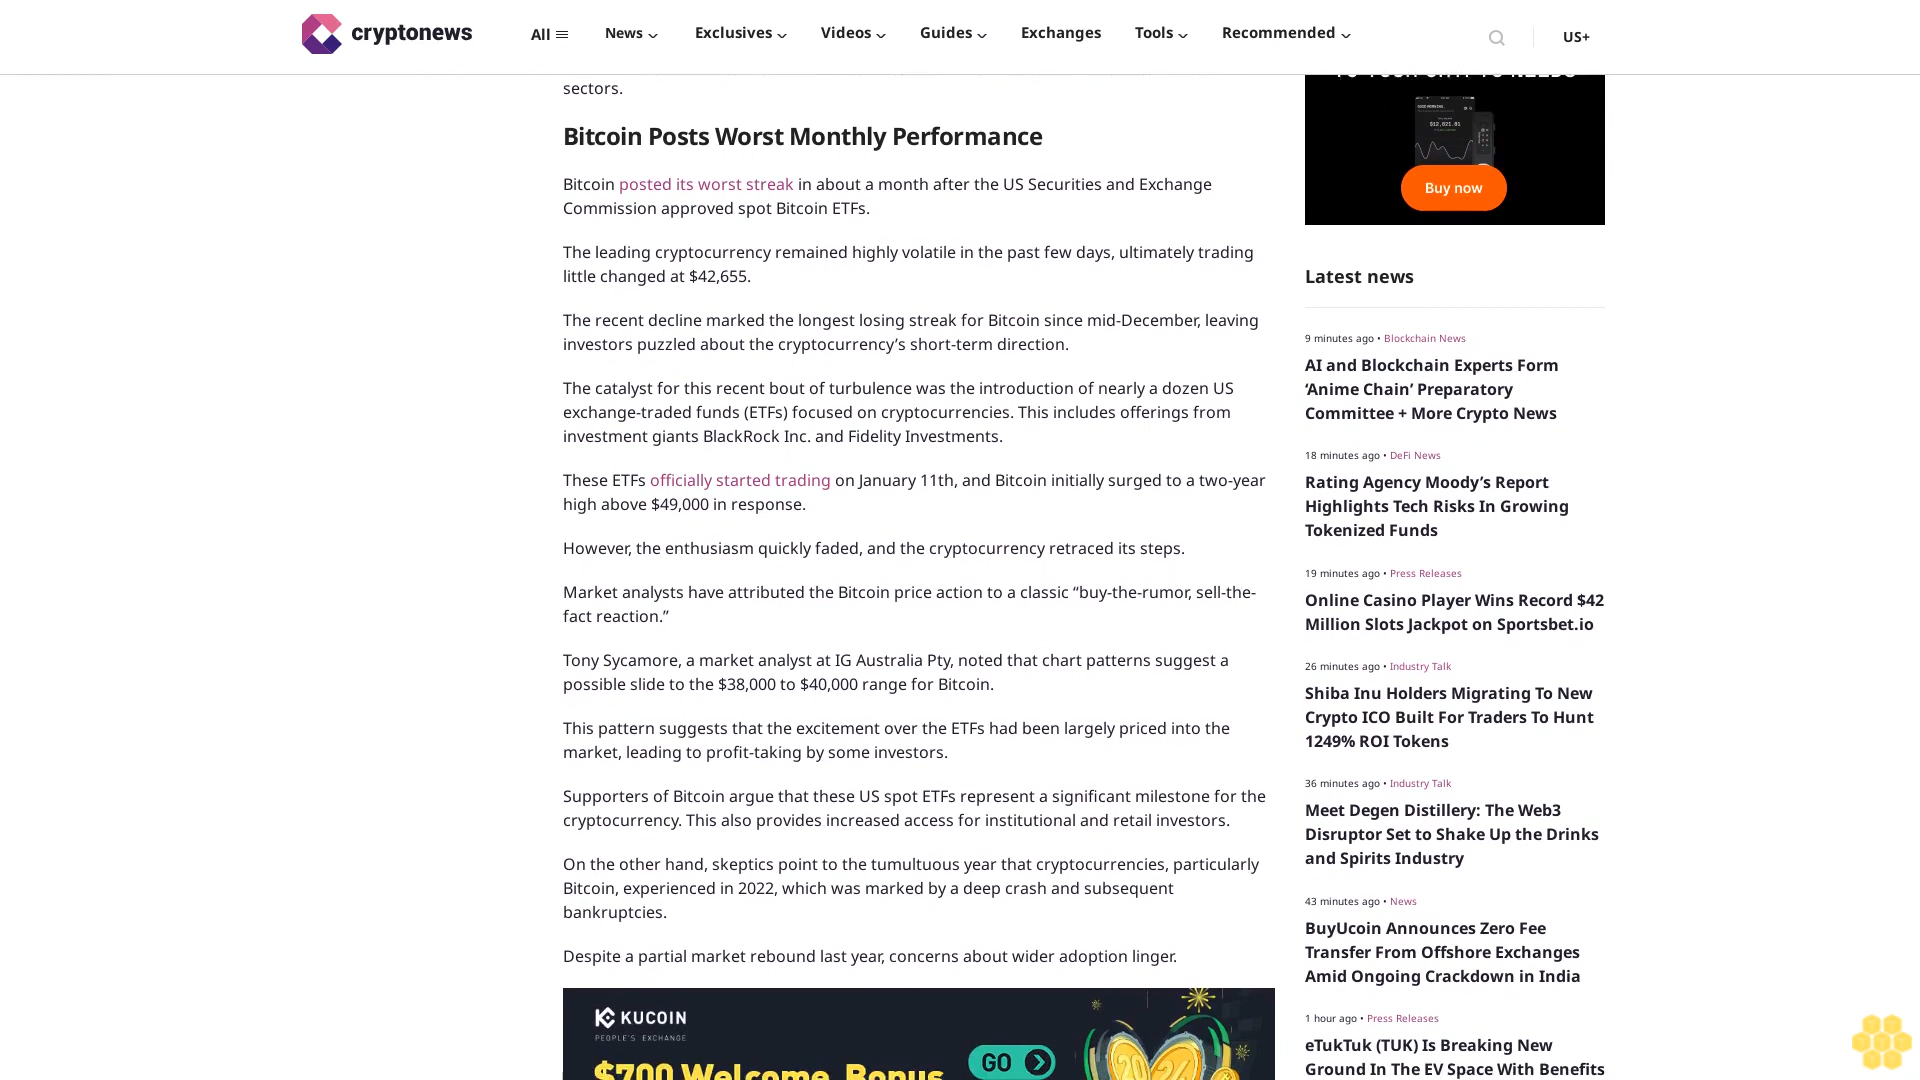 cryptonews
All
News
Exclusives
Videos
Guides
Exchanges
Tools
Recommended
US+
sectors.
Bitcoin Posts Worst Monthly Performance
Bitcoin posted its worst streak in about a month after the US Securities and Exchange
Commission approved spot Bitcoin ETFs.
The leading cryptocurrency remained highly volatile in the past few days, ultimately trading
little changed at $42,655.
The recent decline marked the longest losing streak for Bitcoin since mid-December, leaving
investors puzzled about the cryptocurrency’s short-term direction.
The catalyst for this recent bout of turbulence was the introduction of nearly a dozen US
exchange-traded funds (ETFs) focused on cryptocurrencies. This includes offerings from
investment giants BlackRock Inc. and Fidelity Investments.
These ETFs officially started trading on January 11th, and Bitcoin initially surged to a two-year
high above $49,000 in response.
However, the enthusiasm quickly faded, and the cryptocurrency retraced its steps.
Market analysts have attributed the Bitcoin price action to a classic “buy-the-rumor, sell-the-
fact reaction.”
Tony Sycamore, a market analyst at IG Australia Pty, noted that chart patterns suggest a
possible slide to the $38,000 to $40,000 range for Bitcoin.
This pattern suggests that the excitement over the ETFs had been largely priced into the
market, leading to profit-taking by some investors.
Supporters of Bitcoin argue that these US spot ETFs represent a significant milestone for the
cryptocurrency. This also provides increased access for institutional and retail investors.
On the other hand, skeptics point to the tumultuous year that cryptocurrencies, particularly
Bitcoin, experienced in 2022, which was marked by a deep crash and subsequent
bankruptcies.
Despite a partial market rebound last year, concerns about wider adoption linger.
KUCOIN
PEOPLE'S EXCHANGE
$700 Welcome Bonus
GO
2024
GOOD MORNING.
$12,021.81
Buy now
Latest news
9 minutes ago • Blockchain News
AI and Blockchain Experts Form
‘Anime Chain’ Preparatory
Committee + More Crypto News
18 minutes ago • DeFi News
Rating Agency Moody’s Report
Highlights Tech Risks In Growing
Tokenized Funds
19 minutes ago • Press Releases
Online Casino Player Wins Record $42
Million Slots Jackpot on Sportsbet.io
26 minutes ago • Industry Talk
Shiba Inu Holders Migrating To New
Crypto ICO Built For Traders To Hunt
1249% ROI Tokens
36 minutes ago • Industry Talk
Meet Degen Distillery: The Web3
Disruptor Set to Shake Up the Drinks
and Spirits Industry
43 minutes ago • News
BuyUcoin Announces Zero Fee
Transfer From Offshore Exchanges
Amid Ongoing Crackdown in India
1 hour ago • Press Releases
eTukTuk (TUK) Is Breaking New
Ground In The EV Space With Benefits